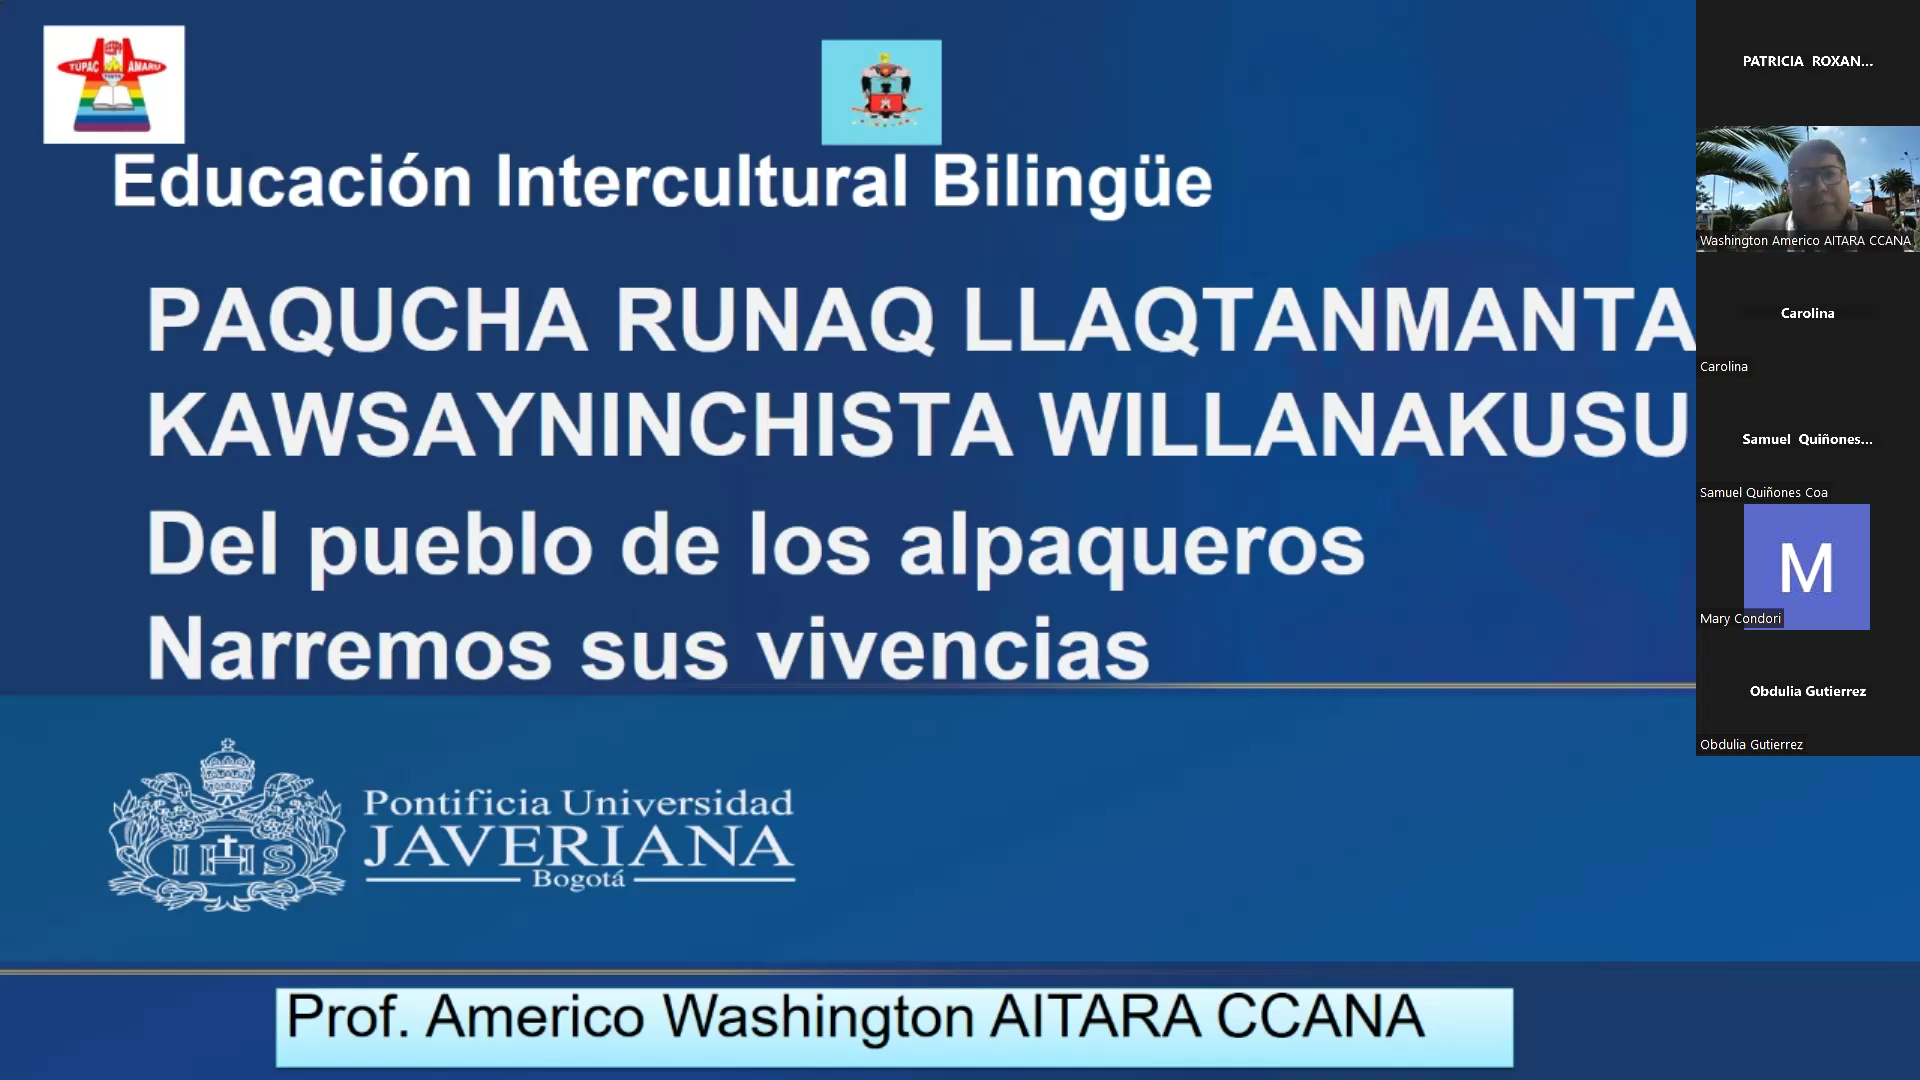 TUPAC AMARU
Educación Intercultural Bilingüe
PAQUCHA RUNAQ LLAQTANMANTA
KAWSAYNINCHISTA WILLANAKUSU
Del pueblo de los alpaqueros
Narremos sus vivencias
IHS
Pontificia Universidad
JAVERIANA
Bogotá
Prof. Americo Washington AITARA CCANA
PATRICIA ROXAN...
Washington Americo AITARA CCANA
Carolina
Carolina
Samuel Quiñones...
Samuel Quiñones Coa
M
Mary Condori
Obdulia Gutierrez
Obdulia Gutierrez